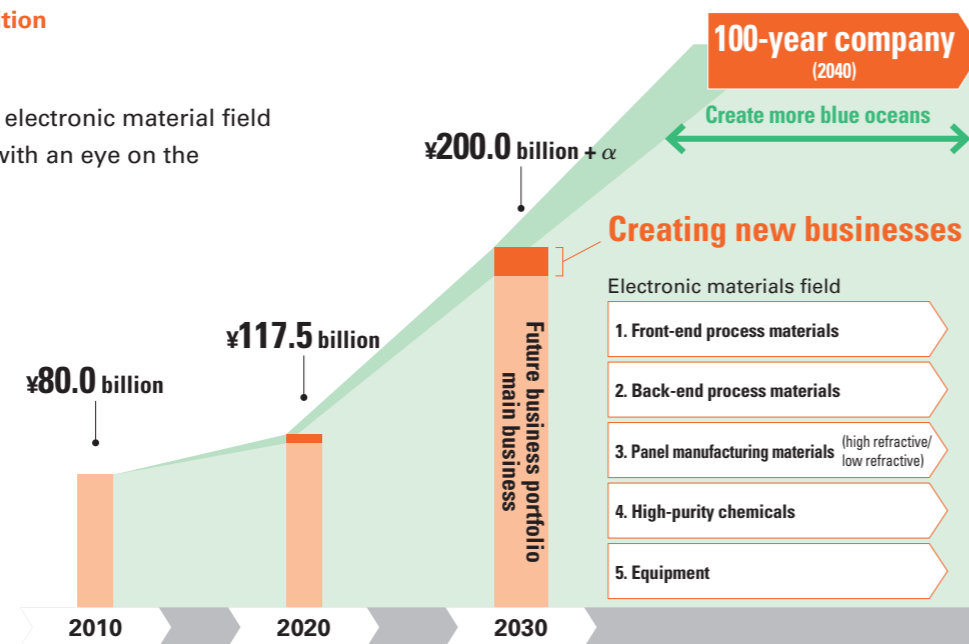 tion
electronic material field
with an eye on the
100-year company
(2040)
Create more blue oceans
¥200.0 billion + α
Creating new businesses
Electronic materials field
1. Front-end process materials
2. Back-end process materials
3. Panel manufacturing materials (high refractive/
low refractive)
4. High-purity chemicals
5. Equipment
¥117.5 billion
¥80.0 billion
Future business portfolio
main business
2010
2020
2030